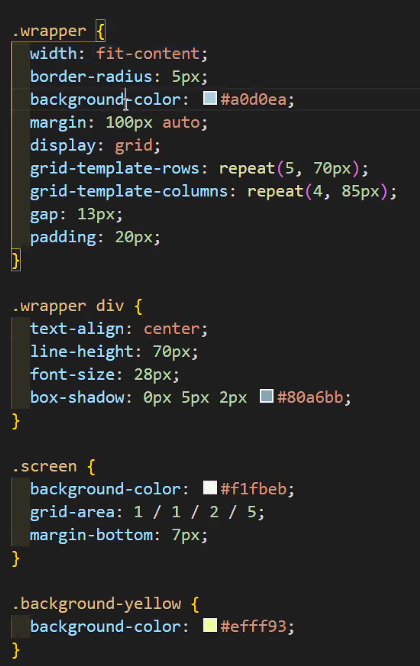 .wrapper {
width: fit-content;
border-radius: 5px;
background-color: #a0d0ea;
margin: 100px auto;
display: grid;
grid-template-rows: repeat(5, 70px);
grid-template-columns: repeat(4, 85px);
gap: 13px;
padding: 20px;
}
.wrapper div {
text-align: center;
line-height: 70px;
font-size: 28px;
box-shadow: 0px 5px 2px #80a6bb;
}
.screen {
background-color: #f1fbeb;
grid-area: 1 / 1 / 2 / 5;
margin-bottom: 7px;
}
.background-yellow {
background-color: #efff93;
}